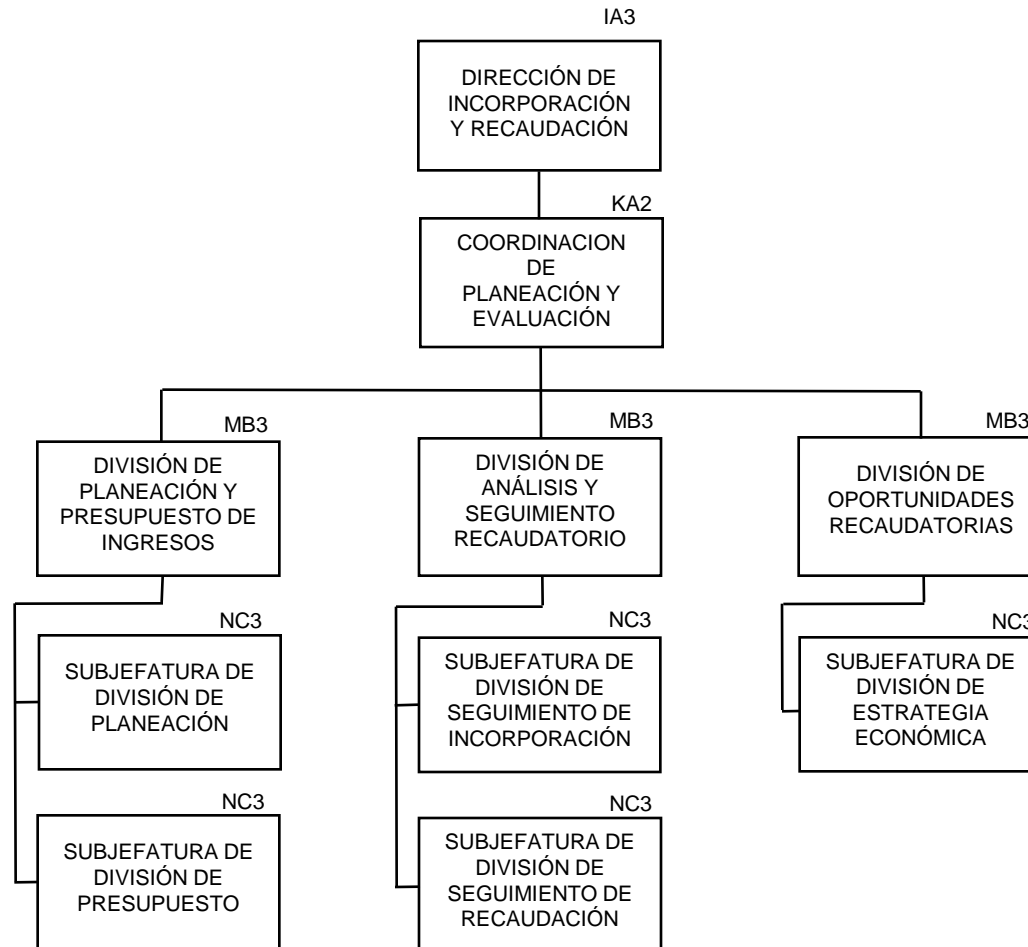 IA3
DIRECCIÓN DE
INCORPORACIÓN
Y RECAUDACIÓN
KA2
COORDINACION
DE
PLANEACIÓN Y
EVALUACIÓN
MB3
DIVISIÓN DE
PLANEACIÓN Y
PRESUPUESTO DE
INGRESOS
MB3
DIVISIÓN DE
ANÁLISIS Y
SEGUIMIENTO
RECAUDATORIO
MB3
DIVISIÓN DE
OPORTUNIDADES
RECAUDATORIAS
NC3
SUBJEFATURA DE
DIVISIÓN DE
PLANEACIÓN
NC3
SUBJEFATURA DE
DIVISIÓN DE
SEGUIMIENTO DE
INCORPORACIÓN
NC3
SUBJEFATURA DE
DIVISIÓN DE
ESTRATEGIA
ECONÓMICA
NC3
SUBJEFATURA DE
DIVISIÓN DE
PRESUPUESTO
NC3
SUBJEFATURA DE
DIVISIÓN DE
SEGUIMIENTO DE
RECAUDACIÓN